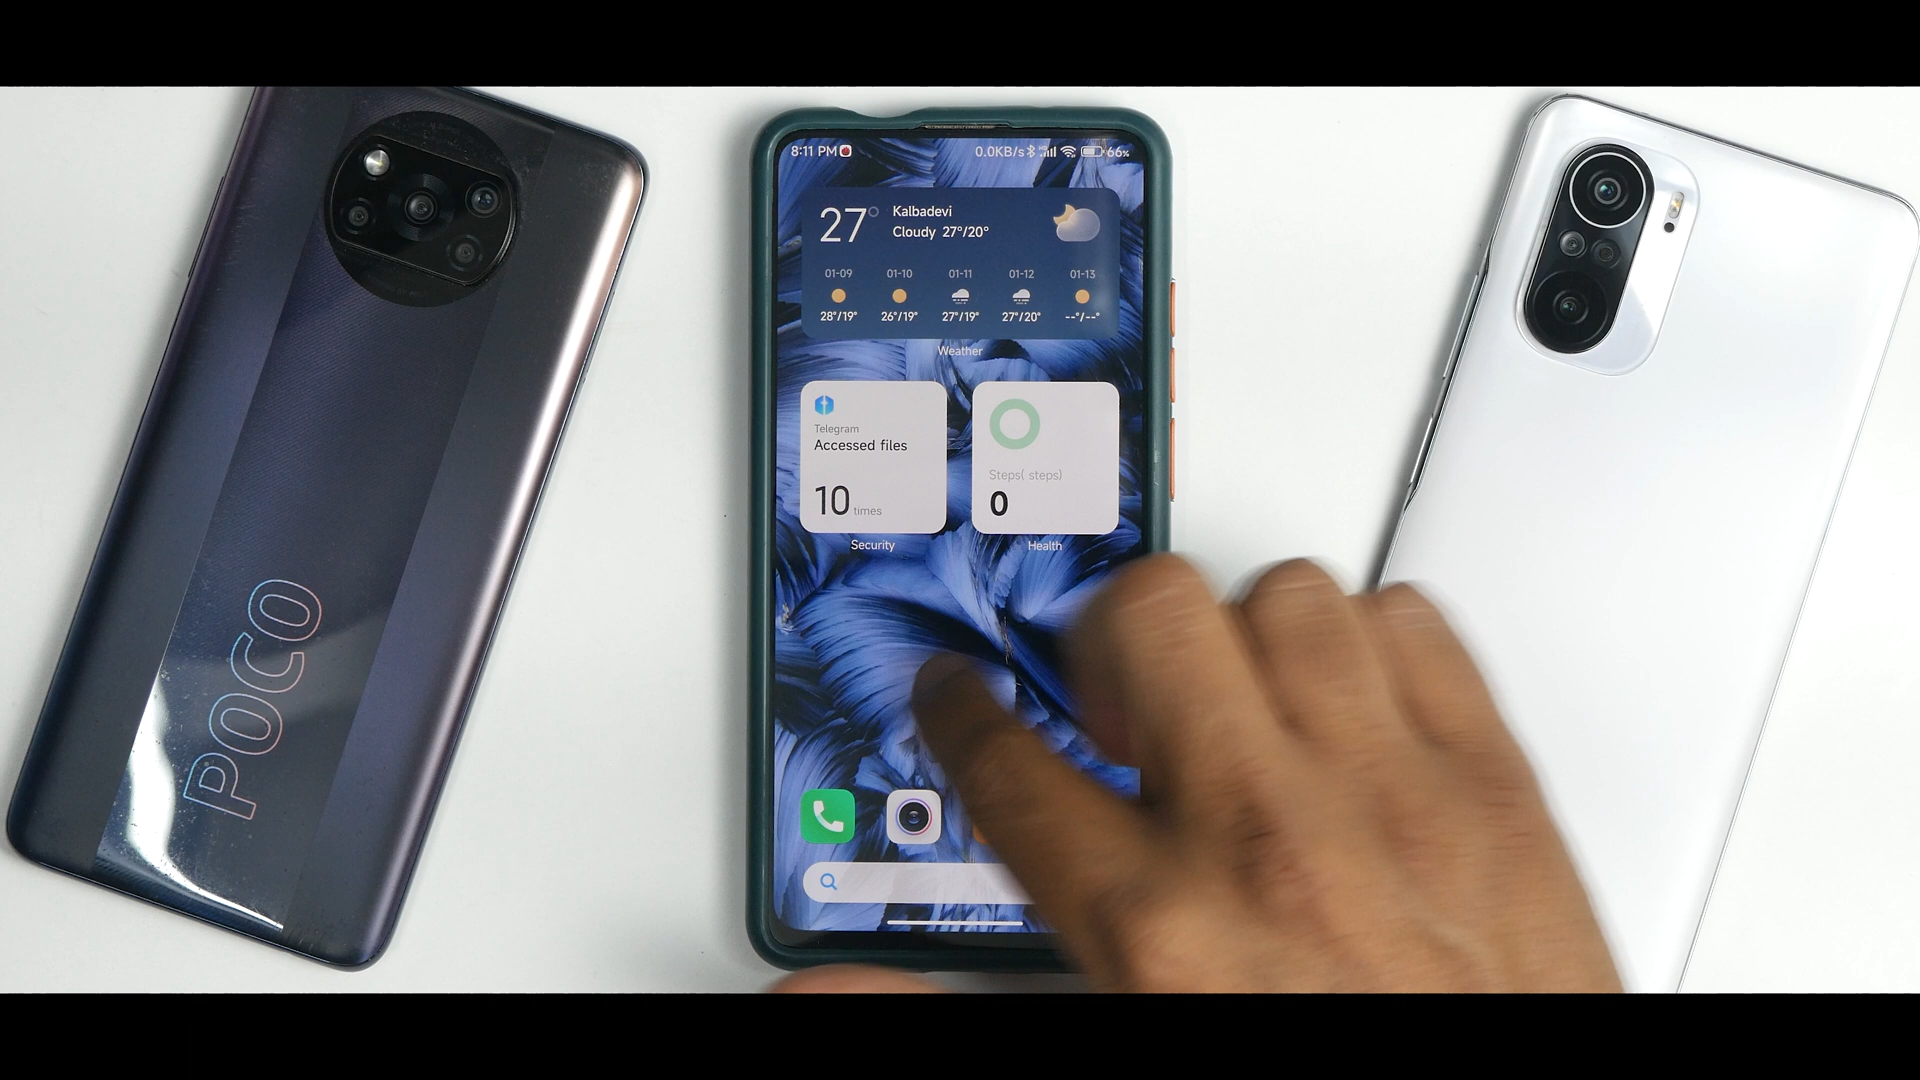 8:11 PM 0.0KB/s HD 66%
27° Kalbadevi
Cloudy 27°/20°
01-09 01-10 01-11 01-12 01-13
28°/19° 26°/19° 27°/19° 27°/20° --°/--°
Weather
Telegram
Accessed files
10 times
Steps( steps)
0
Security Health
POCO